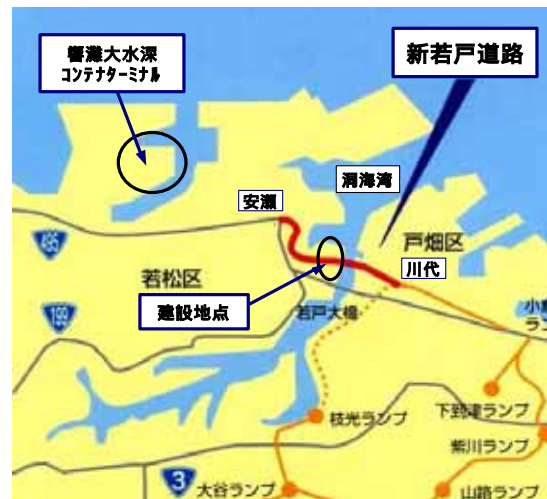 響灘大水深
コンテナターミナル
新若戸道路
洞海湾
安瀬
戸畑区
495
川代
若松区
199
建設地点
若戸大橋
枝光ランプ
下到津ランプ
紫川ランプ
3
大谷ランプ
山路ランプ